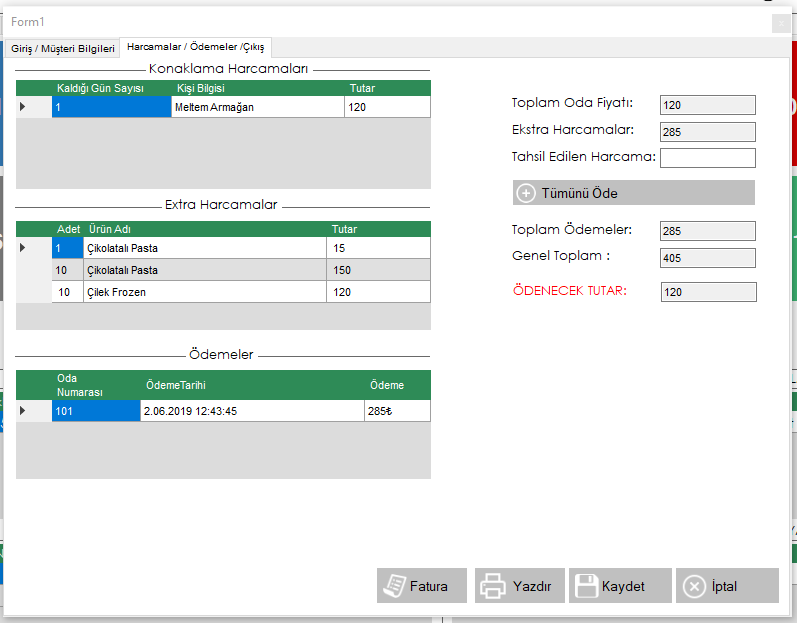 Form1
x
Giriş / Müşteri Bilgileri
Harcamalar / Ödemeler /Çıkış
Konaklama Harcamaları
Kaldığı Gün Sayısı Kişi Bilgisi Tutar
1 Meltem Armağan 120
Extra Harcamalar
Adet Ürün Adı Tutar
1 Çikolatalı Pasta 15
10 Çikolatalı Pasta 150
10 Çilek Frozen 120
Ödemeler
Oda Numarası ÖdemeTarihi Ödeme
101 2.06.2019 12:43:45 285₺
Toplam Oda Fiyatı: 120
Ekstra Harcamalar: 285
Tahsil Edilen Harcama:
Tümünü Öde
Toplam Ödemeler: 285
Genel Toplam : 405
ÖDENECEK TUTAR: 120
Fatura
Yazdır
Kaydet
İptal